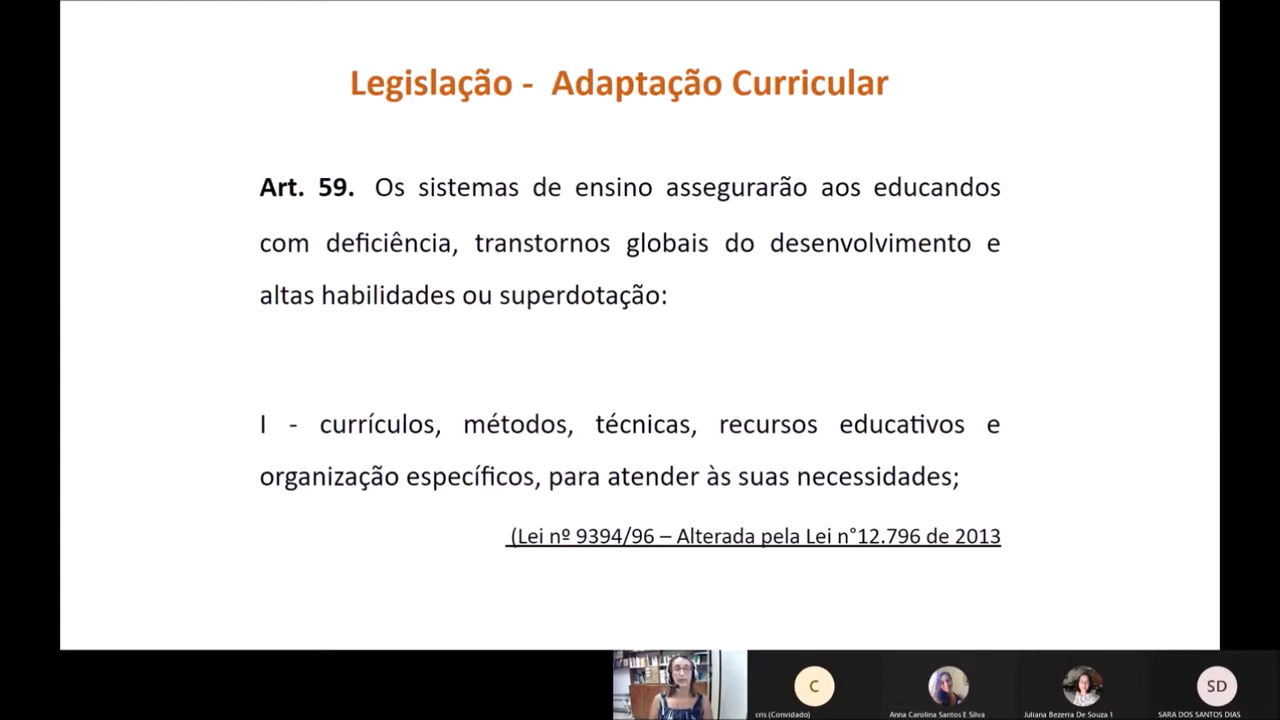 Legislação - Adaptação Curricular
Art. 59. Os sistemas de ensino assegurarão aos educandos
com deficiência, transtornos globais do desenvolvimento e
altas habilidades ou superdotação:
I - currículos, métodos, técnicas, recursos educativos e
organização específicos, para atender às suas necessidades;
(Lei nº 9394/96 – Alterada pela Lei n°12.796 de 2013
C
SD
cris (Convidado)
Anna Carolina Santos E Silva
Juliana Bezerra De Souza 1
SARA DOS SANTOS DIAS